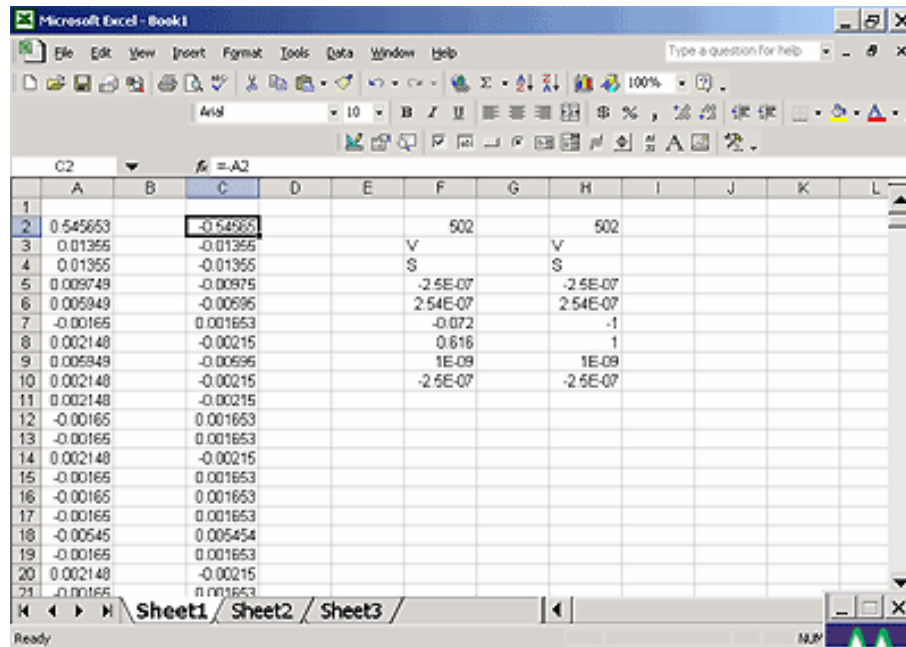 Microsoft Excel - Book1
File Edit View Insert Format Tools Data Window Help Type a question for help
Σ 100%
Arial 10 B I U $ % ,
C2 fx =-A2
A B C D E F G H I J K L
1
2 0.545653 -0.54565 502 502
3 0.01355 -0.01355 V V
4 0.01355 -0.01355 S S
5 0.009749 -0.00975 -2.5E-07 -2.5E-07
6 0.005949 -0.00595 2.54E-07 2.54E-07
7 -0.00165 0.001653 -0.072 -1
8 0.002148 -0.00215 0.616 1
9 0.005949 -0.00595 1E-09 1E-09
10 0.002148 -0.00215 -2.5E-07 -2.5E-07
11 0.002148 -0.00215
12 -0.00165 0.001653
13 -0.00165 0.001653
14 0.002148 -0.00215
15 -0.00165 0.001653
16 -0.00165 0.001653
17 -0.00165 0.001653
18 -0.00545 0.005454
19 -0.00165 0.001653
20 0.002148 -0.00215
21 -0.00165 0.001653
Sheet1 Sheet2 Sheet3
Ready NUM